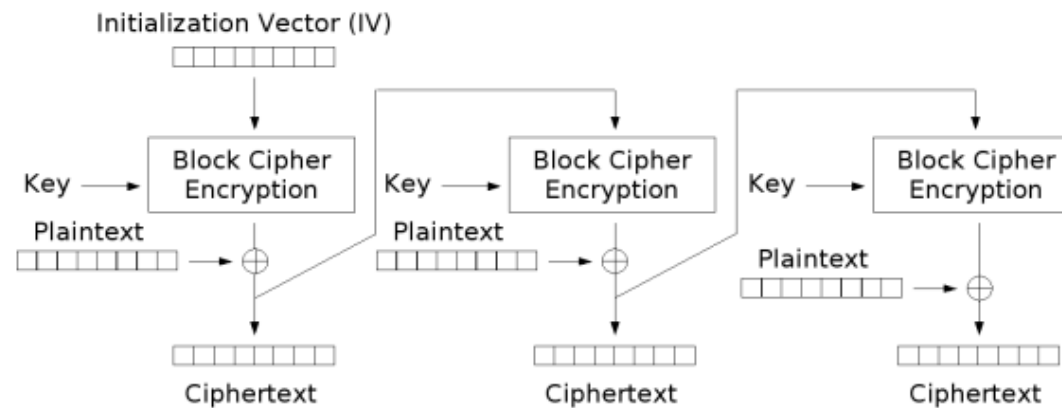 Initialization Vector (IV)
Block Cipher
Encryption
Block Cipher
Encryption
Block Cipher
Encryption
Key
Key
Key
Plaintext
Plaintext
Plaintext
Ciphertext
Ciphertext
Ciphertext